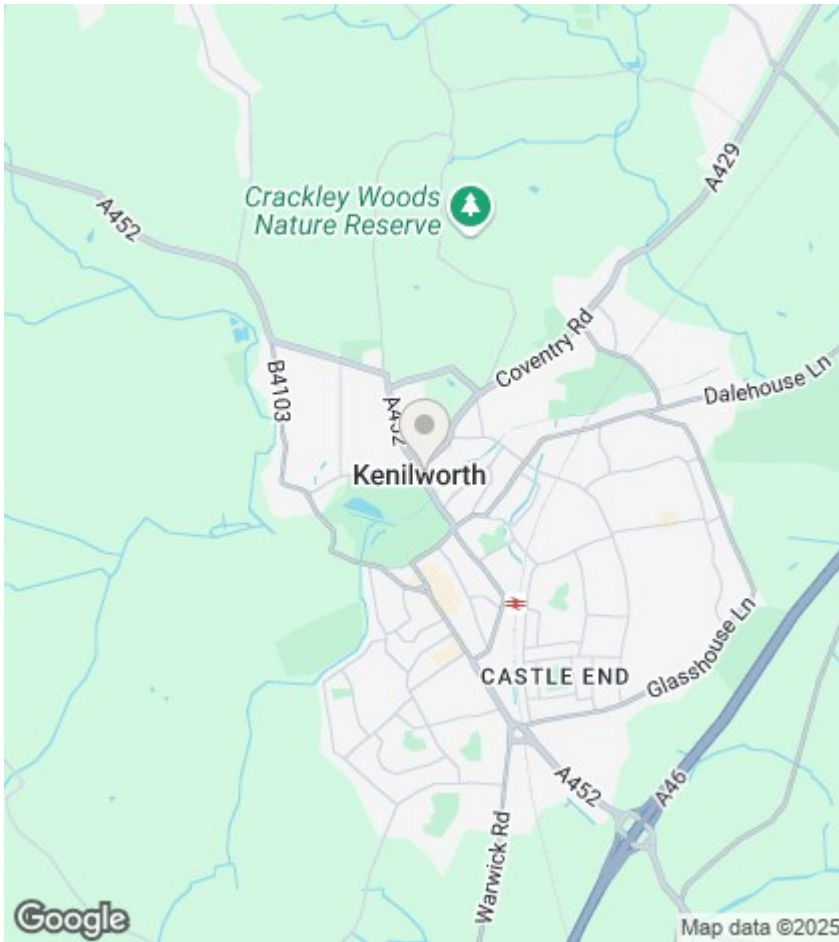 A452
Crackley Woods
Nature Reserve
A429
Coventry Rd
B4103
A452
Dalehouse Ln
Kenilworth
CASTLE END
Glasshouse Ln
A452
A46
Warwick Rd
Google
Map data ©2025